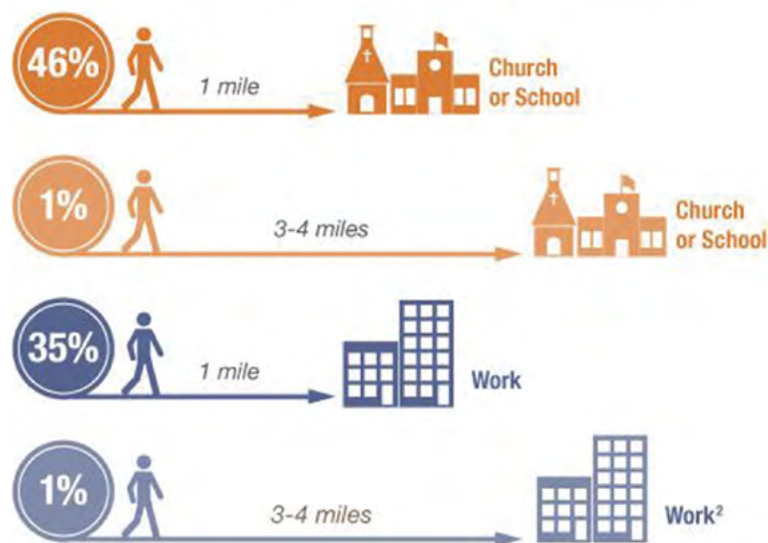 46%
1 mile
Church
or School
1%
3-4 miles
Church
or School
35%
1 mile
Work
1%
3-4 miles
Work²